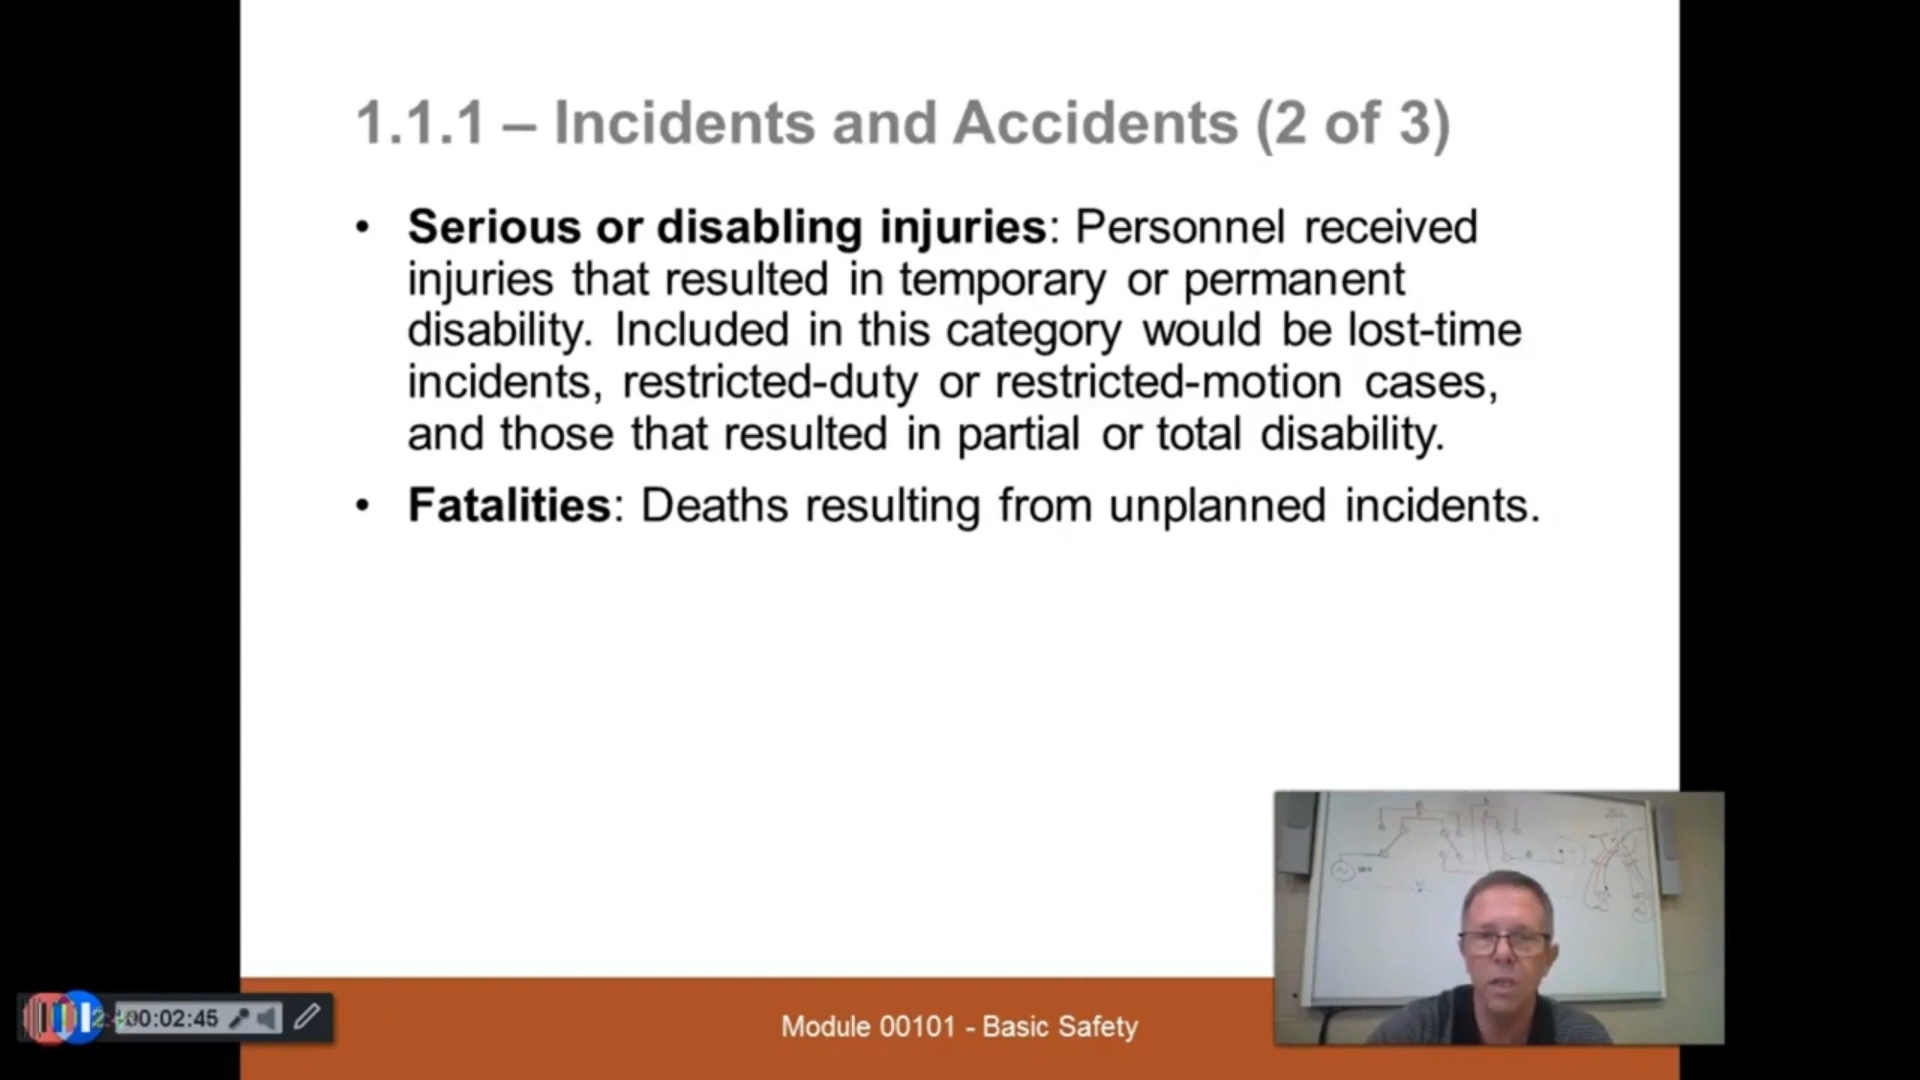 1.1.1 – Incidents and Accidents (2 of 3)
• Serious or disabling injuries: Personnel received
injuries that resulted in temporary or permanent
disability. Included in this category would be lost-time
incidents, restricted-duty or restricted-motion cases,
and those that resulted in partial or total disability.
• Fatalities: Deaths resulting from unplanned incidents.
00:02:45
Module 00101 - Basic Safety